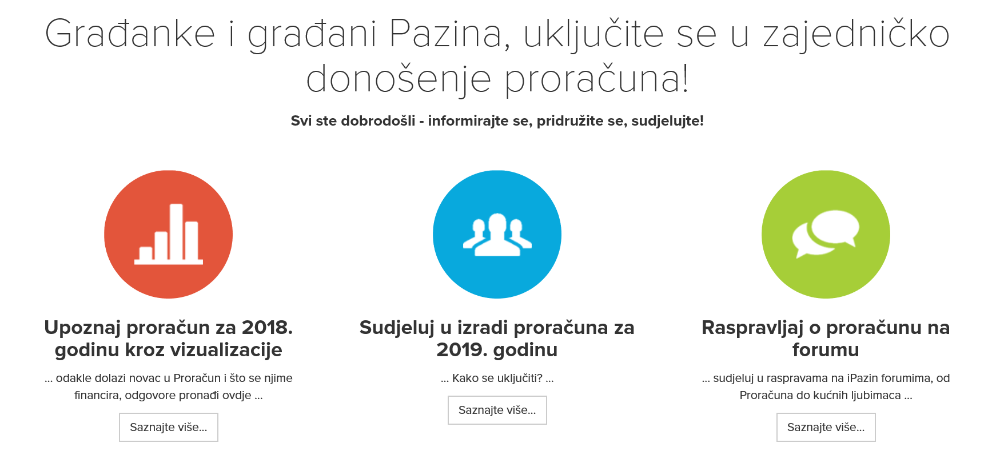 Građanke i građani Pazina, uključite se u zajedničko
donošenje proračuna!
Svi ste dobrodošli - informirajte se, pridružite se, sudjelujte!
Upoznaj proračun za 2018.
godinu kroz vizualizacije
... odakle dolazi novac u Proračun i što se njime
financira, odgovore pronađi ovdje ...
Saznajte više...
Sudjeluj u izradi proračuna za
2019. godinu
... Kako se uključiti? ...
Saznajte više...
Raspravljaj o proračunu na
forumu
... sudjeluj u raspravama na iPazin forumima, od
Proračuna do kućnih ljubimaca ...
Saznajte više...